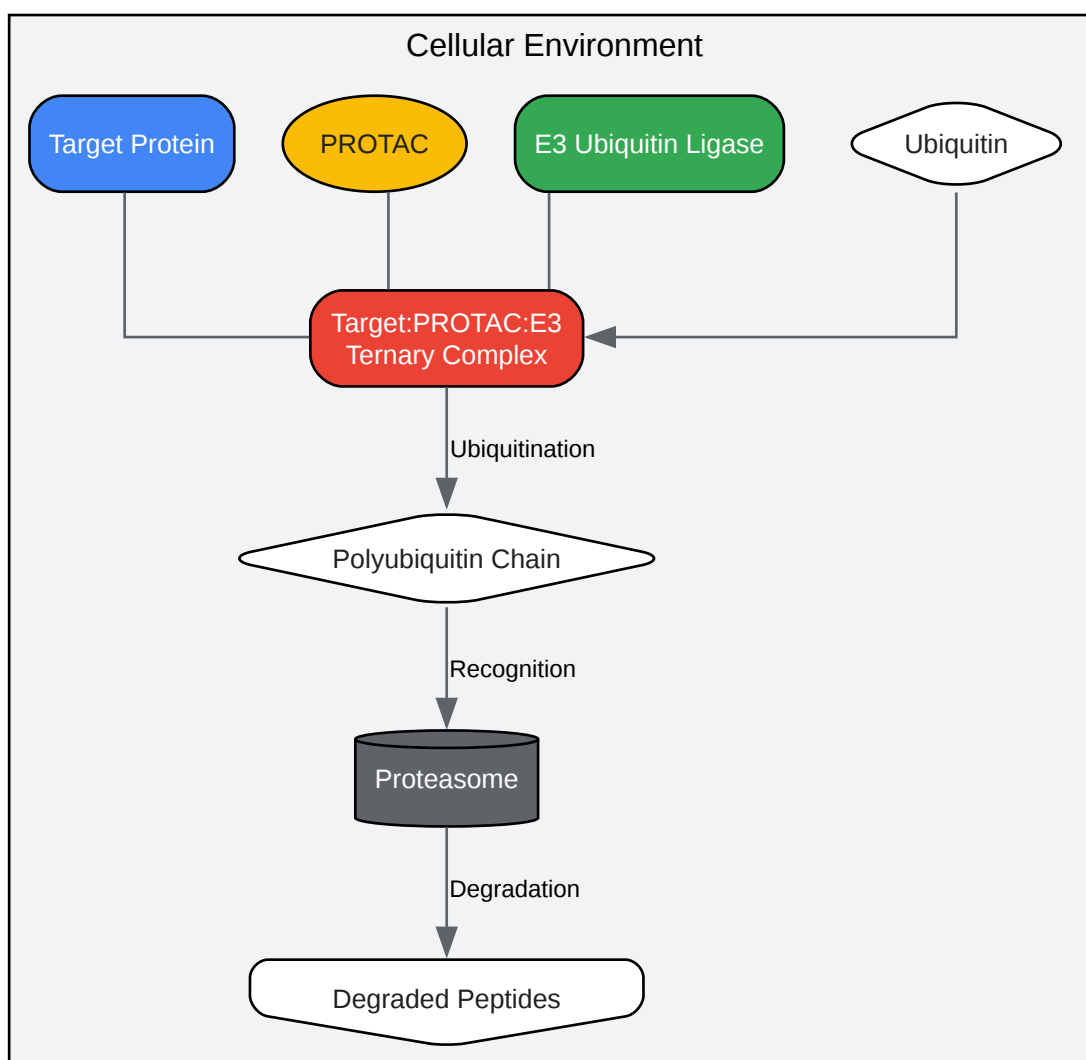 Cellular Environment
Target Protein
PROTAC
E3 Ubiquitin Ligase
Ubiquitin
Target:PROTAC:E3
Ternary Complex
Ubiquitination
Polyubiquitin Chain
Recognition
Proteasome
Degradation
Degraded Peptides